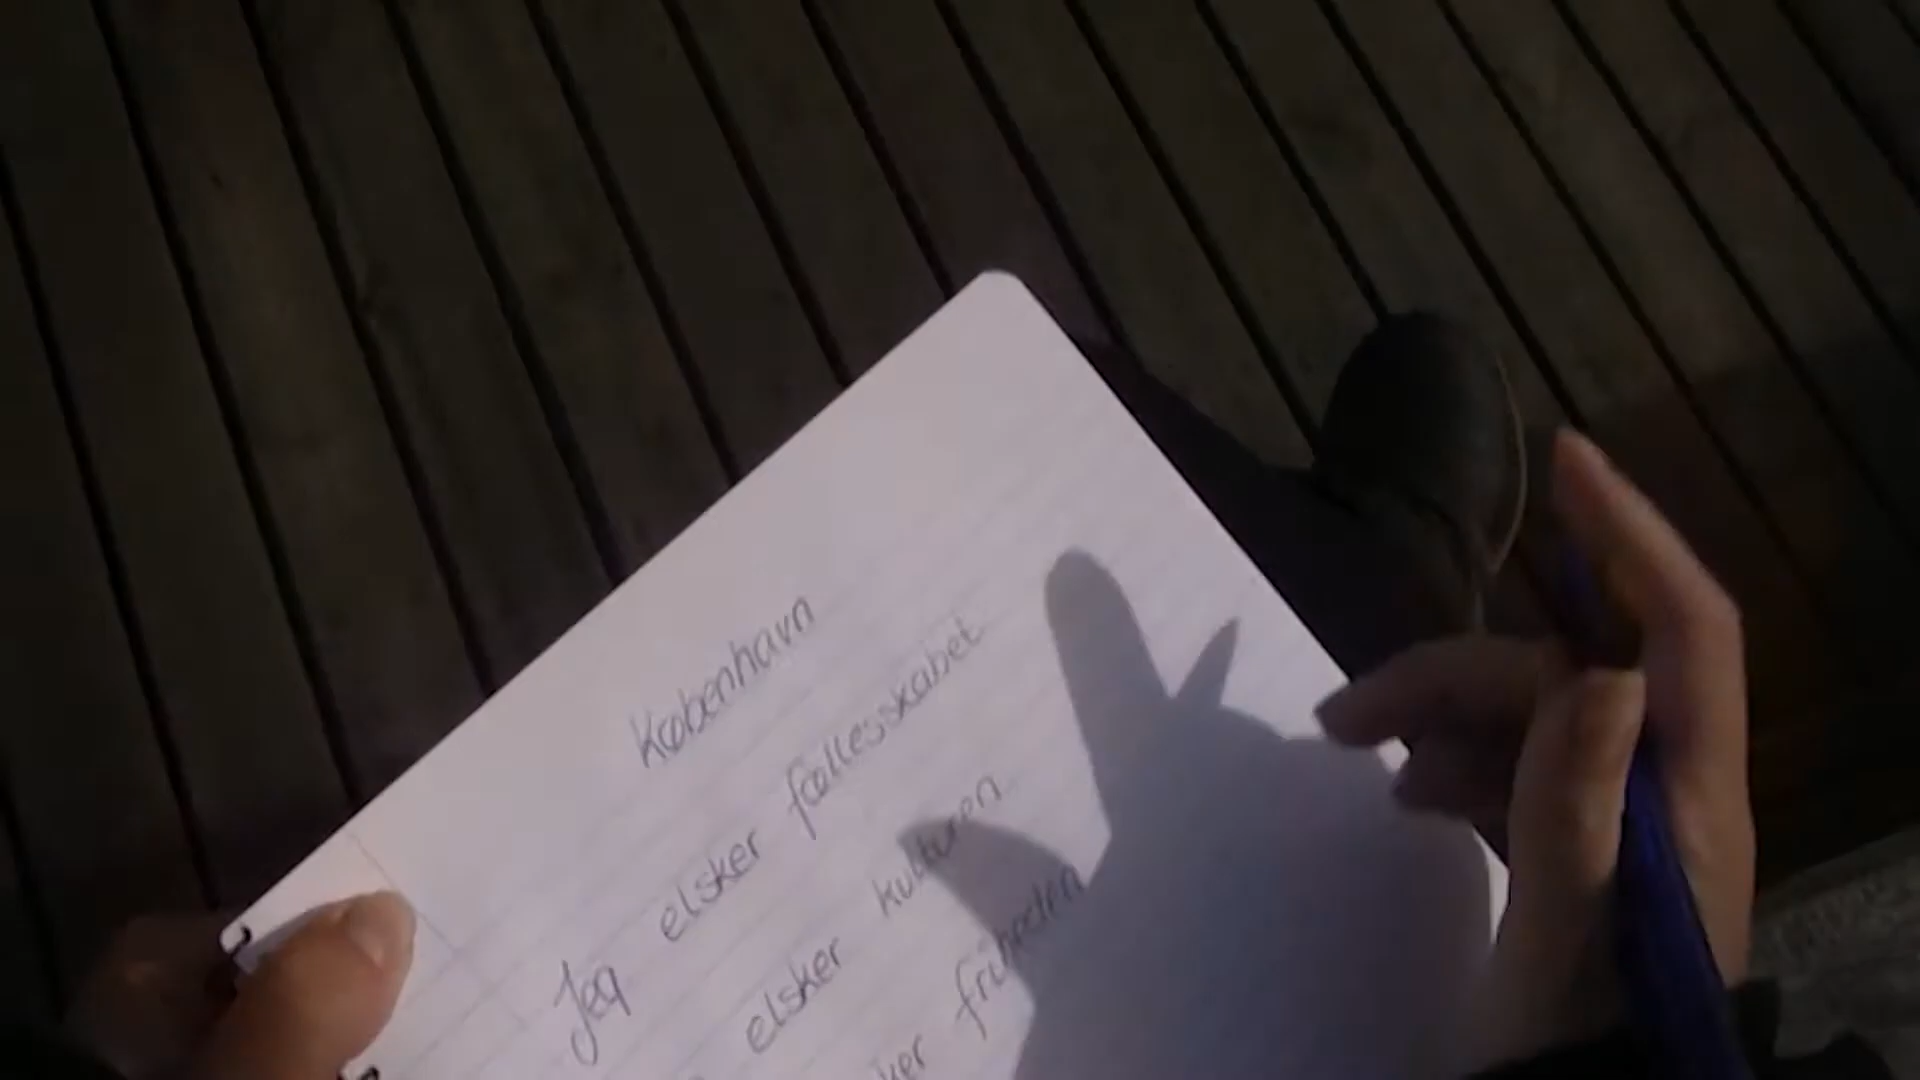 København
Jeg elsker fællesskabet
elsker kulturen
friheden